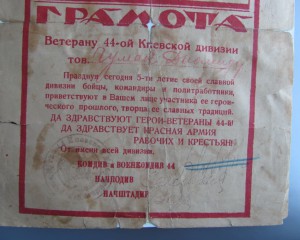 ГРАМОТА
Ветерану 44-ой Киевской дивизии
тов.
Празднуя сегодня 5-ти летие своей славной
дивизии бойцы, командиры и политработники,
приветствуют в Вашем лице участника ее герои-
ческого прошлого, творца ее славных традиций.
ДА ЗДРАВСТВУЮТ ГЕРОИ-ВЕТЕРАНЫ 44-й
ДА ЗДРАВСТВУЕТ КРАСНАЯ АРМИЯ
РАБОЧИХ И КРЕСТЬЯН
От имени всей дивизии.
КОМДИВ и ВОЕНКОМДИВ 44
НАЧПОДИВ
НАЧШТАДИВ